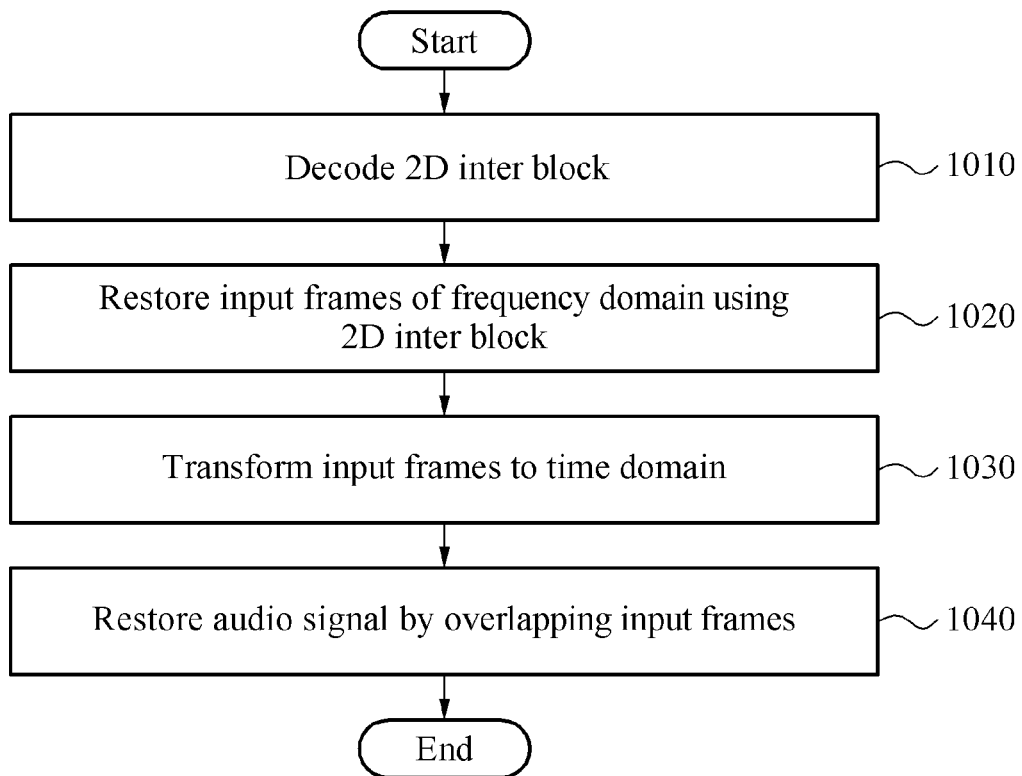 Start
Decode 2D inter block
1010
Restore input frames of frequency domain using
2D inter block
1020
Transform input frames to time domain
1030
Restore audio signal by overlapping input frames
1040
End